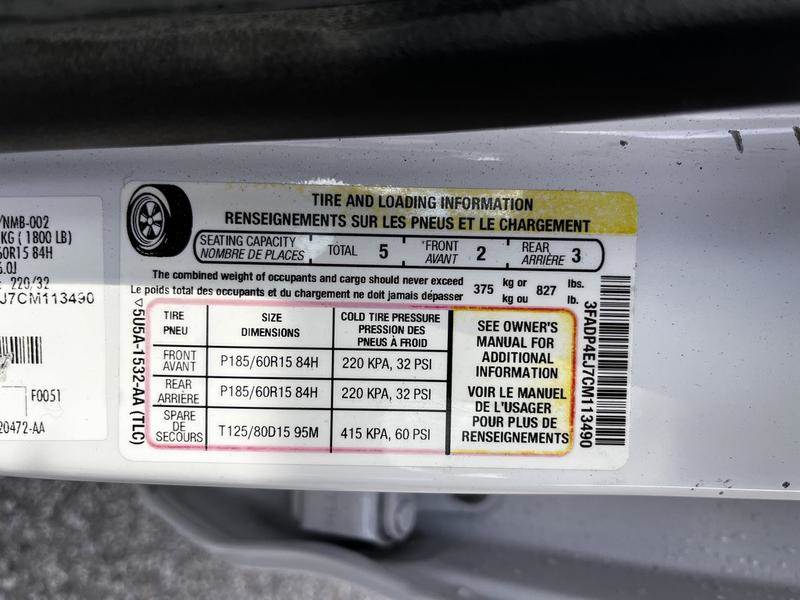 /NMB-002
KG ( 1800 LB)
60R15 84H
220/32
J7CM113490
F0051
20472-AA
TIRE AND LOADING INFORMATION
RENSEIGNEMENTS SUR LES PNEUS ET LE CHARGEMENT
SEATING CAPACITY
NOMBRE DE PLACES
TOTAL 5
FRONT
AVANT 2
REAR
ARRIÈRE 3
The combined weight of occupants and cargo should never exceed 375 kg or 827 lbs.
Le poids total des occupants et du chargement ne doit jamais dépasser kg ou lb.
5U5A-1532-AA (TLC)
TIRE
PNEU
SIZE
DIMENSIONS
COLD TIRE PRESSURE
PRESSION DES
PNEUS À FROID
FRONT
AVANT
P185/60R15 84H
220 KPA, 32 PSI
REAR
ARRIÈRE
P185/60R15 84H
220 KPA, 32 PSI
SPARE
DE
SECOURS
T125/80D15 95M
415 KPA, 60 PSI
SEE OWNER'S
MANUAL FOR
ADDITIONAL
INFORMATION
VOIR LE MANUEL
DE L'USAGER
POUR PLUS DE
RENSEIGNEMENTS
3FADP4EJ7CM113490